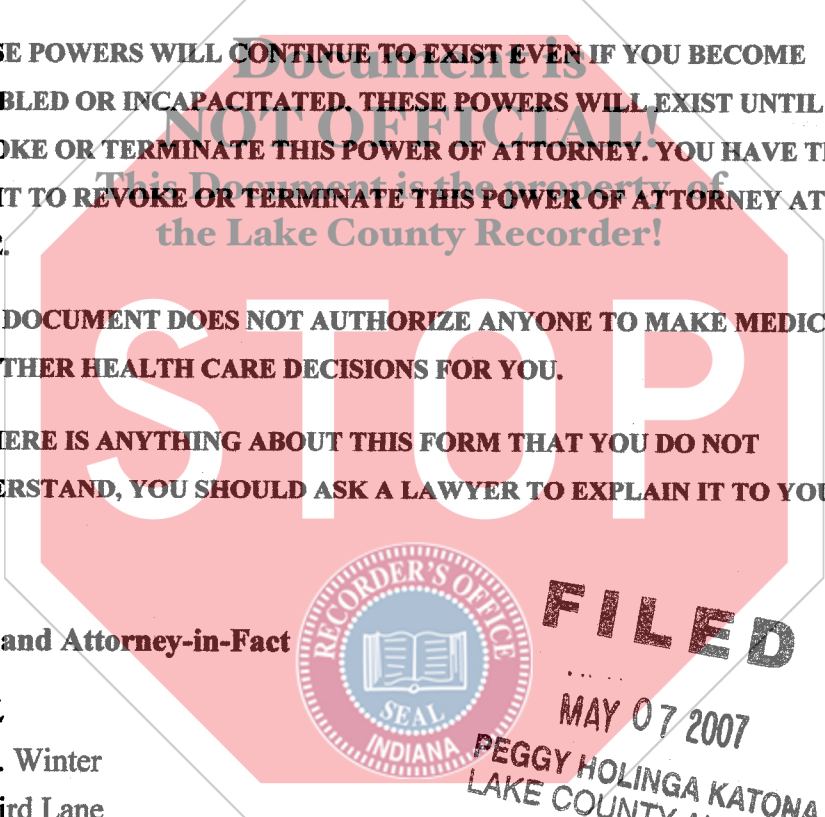 SE POWERS WILL CONTINUE TO EXIST EVEN IF YOU BECOME
BLED OR INCAPACITATED. THESE POWERS WILL EXIST UNTIL
OKE OR TERMINATE THIS POWER OF ATTORNEY. YOU HAVE TH
IT TO REVOKE OR TERMINATE THIS POWER OF ATTORNEY AT
E.
Document is
NOT OFFICIAL!
This Document is the property of
the Lake County Recorder!
DOCUMENT DOES NOT AUTHORIZE ANYONE TO MAKE MEDIC
THER HEALTH CARE DECISIONS FOR YOU.
STOP
IERE IS ANYTHING ABOUT THIS FORM THAT YOU DO NOT
ERSTAND, YOU SHOULD ASK A LAWYER TO EXPLAIN IT TO YOU
and Attorney-in-Fact
RECORDER'S OFFICE
SEAL
INDIANA
FILED
MAY 07 2007
PEGGY HOLINGA KATONA
LAKE COUNTY
. Winter
ird Lane